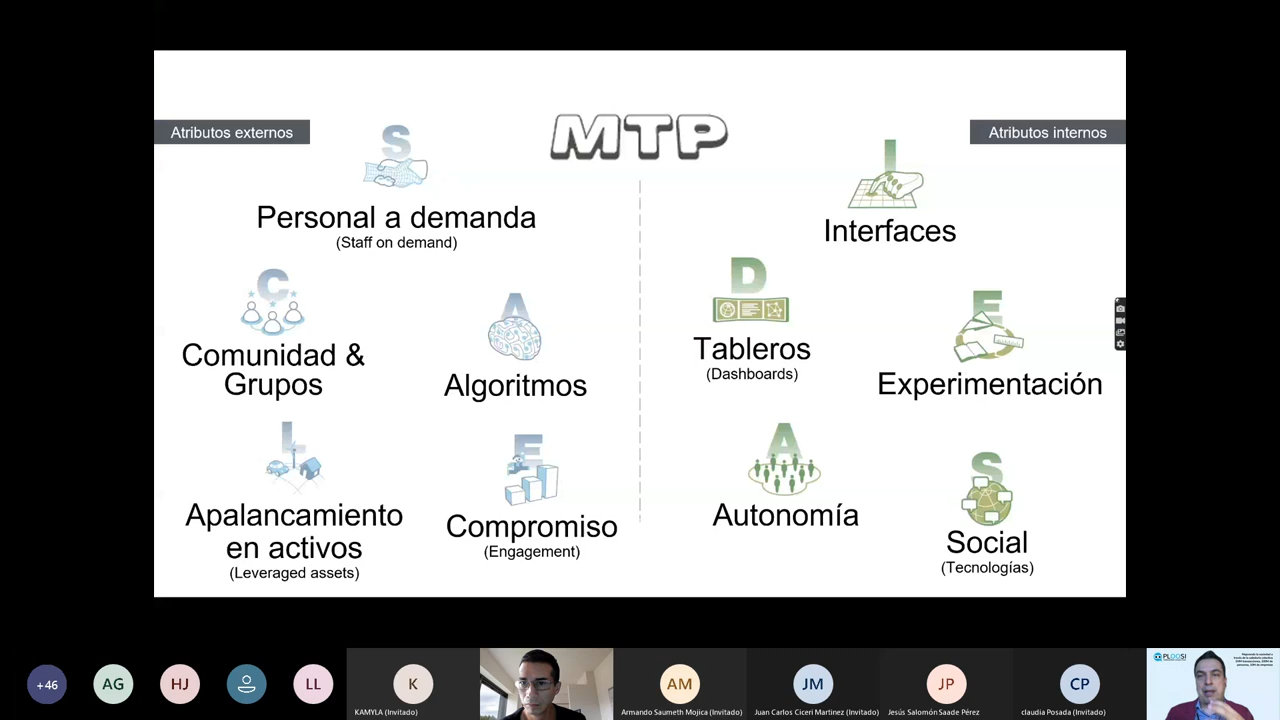 MTP
Atributos externos
Atributos internos
S
Personal a demanda
(Staff on demand)
I
Interfaces
C
Comunidad &
Grupos
A
Algoritmos
D
Tableros
(Dashboards)
E
Experimentación
L
Apalancamiento
en activos
(Leveraged assets)
E
Compromiso
(Engagement)
A
Autonomía
S
Social
(Tecnologías)
+46
AG
HJ
LL
K
KAMYLA (Invitado)
AM
Armando Saumeth Mojica (Invitado)
JM
Juan Carlos Ciceri Martinez (Invitado)
JP
Jesús Salomón Saade Pérez
CP
claudia Posada (Invitado)
PLOOSI